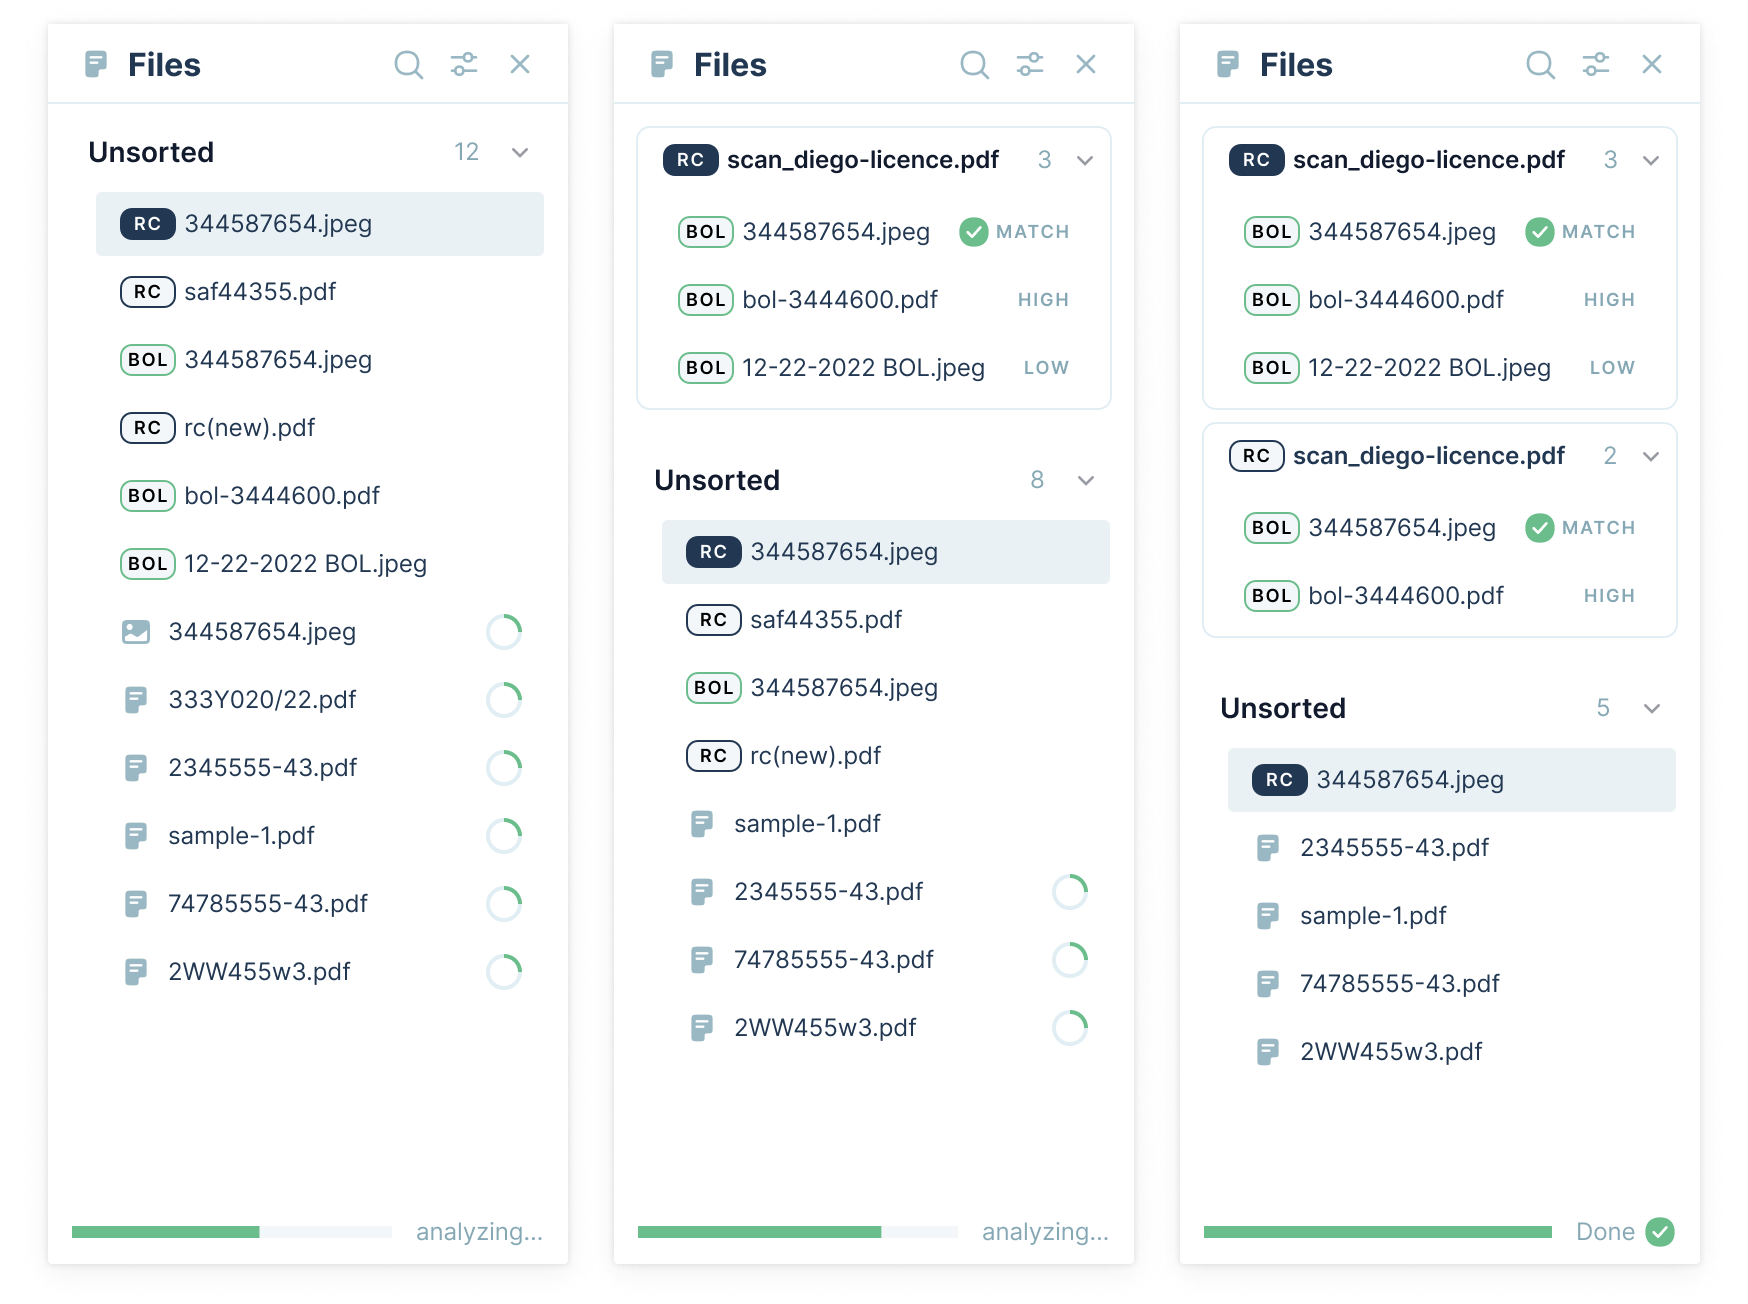 Files
Unsorted 12
RC 344587654.jpeg
RC saf44355.pdf
BOL 344587654.jpeg
RC rc(new).pdf
BOL bol-3444600.pdf
BOL 12-22-2022 BOL.jpeg
344587654.jpeg
333Y020/22.pdf
2345555-43.pdf
sample-1.pdf
74785555-43.pdf
2WW455w3.pdf
analyzing...
Files
RC scan_diego-licence.pdf 3
BOL 344587654.jpeg MATCH
BOL bol-3444600.pdf HIGH
BOL 12-22-2022 BOL.jpeg LOW
Unsorted 8
RC 344587654.jpeg
RC saf44355.pdf
BOL 344587654.jpeg
RC rc(new).pdf
sample-1.pdf
2345555-43.pdf
74785555-43.pdf
2WW455w3.pdf
analyzing...
Files
RC scan_diego-licence.pdf 3
BOL 344587654.jpeg MATCH
BOL bol-3444600.pdf HIGH
BOL 12-22-2022 BOL.jpeg LOW
RC scan_diego-licence.pdf 2
BOL 344587654.jpeg MATCH
BOL bol-3444600.pdf HIGH
Unsorted 5
RC 344587654.jpeg
2345555-43.pdf
sample-1.pdf
74785555-43.pdf
2WW455w3.pdf
Done